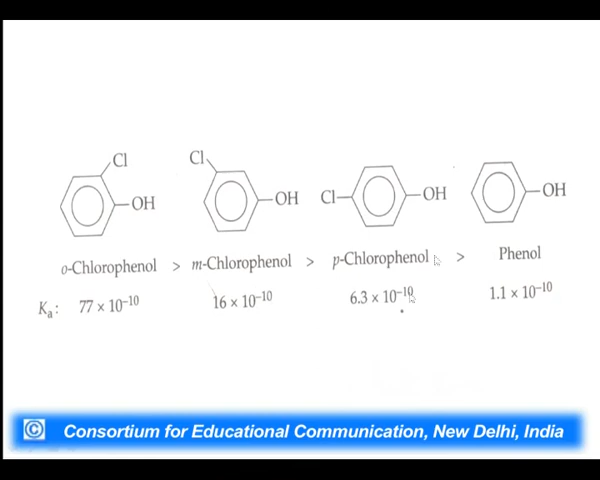 Cl
OH
Cl
OH
Cl
OH
OH
o-Chlorophenol > m-Chlorophenol > p-Chlorophenol > Phenol
Ka: 77 × 10⁻¹⁰ 16 × 10⁻¹⁰ 6.3 × 10⁻¹⁰ 1.1 × 10⁻¹⁰
© Consortium for Educational Communication, New Delhi, India